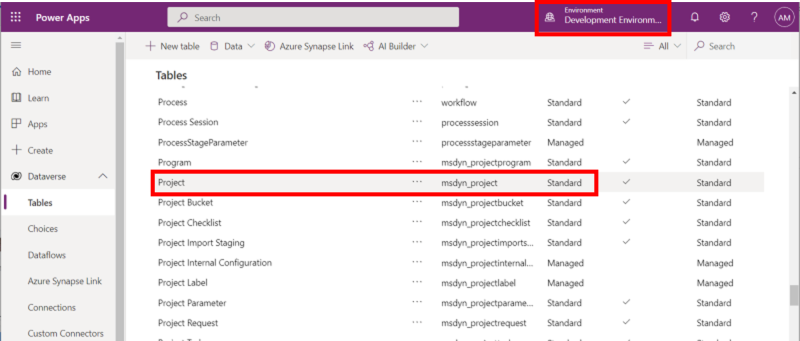 Power Apps
Search
Environment
Development Environm...
?
AM
New table
Data
Azure Synapse Link
AI Builder
All
Search
Home
Learn
Apps
Create
Dataverse
Tables
Choices
Dataflows
Azure Synapse Link
Connections
Custom Connectors
Tables
Process ... workflow Standard ✓ Standard
Process Session ... processsession Standard ✓ Standard
ProcessStageParameter ... processstageparameter Managed Managed
Program ... msdyn_projectprogram Standard ✓ Standard
Project ... msdyn_project Standard ✓ Standard
Project Bucket ... msdyn_projectbucket Standard ✓ Standard
Project Checklist ... msdyn_projectchecklist Standard ✓ Standard
Project Import Staging ... msdyn_projectimports... Standard ✓ Standard
Project Internal Configuration ... msdyn_projectinternal... Managed Managed
Project Label ... msdyn_projectlabel Managed Managed
Project Parameter ... msdyn_projectparame... Standard ✓ Standard
Project Request ... msdyn_projectrequest Standard ✓ Standard